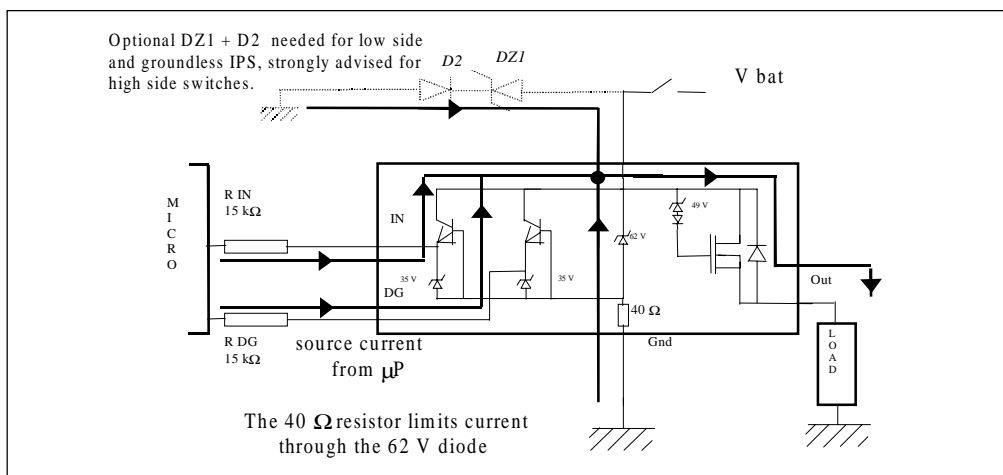 Optional DZ1 + D2 needed for low side
and groundless IPS, strongly advised for
high side switches.
D2
DZ1
V bat
MICRO
R IN
15 kΩ
IN
49 V
62 V
35 V
35 V
DG
Out
40 Ω
R DG
15 kΩ
source current
from µP
Gnd
LOAD
The 40 Ω resistor limits current
through the 62 V diode